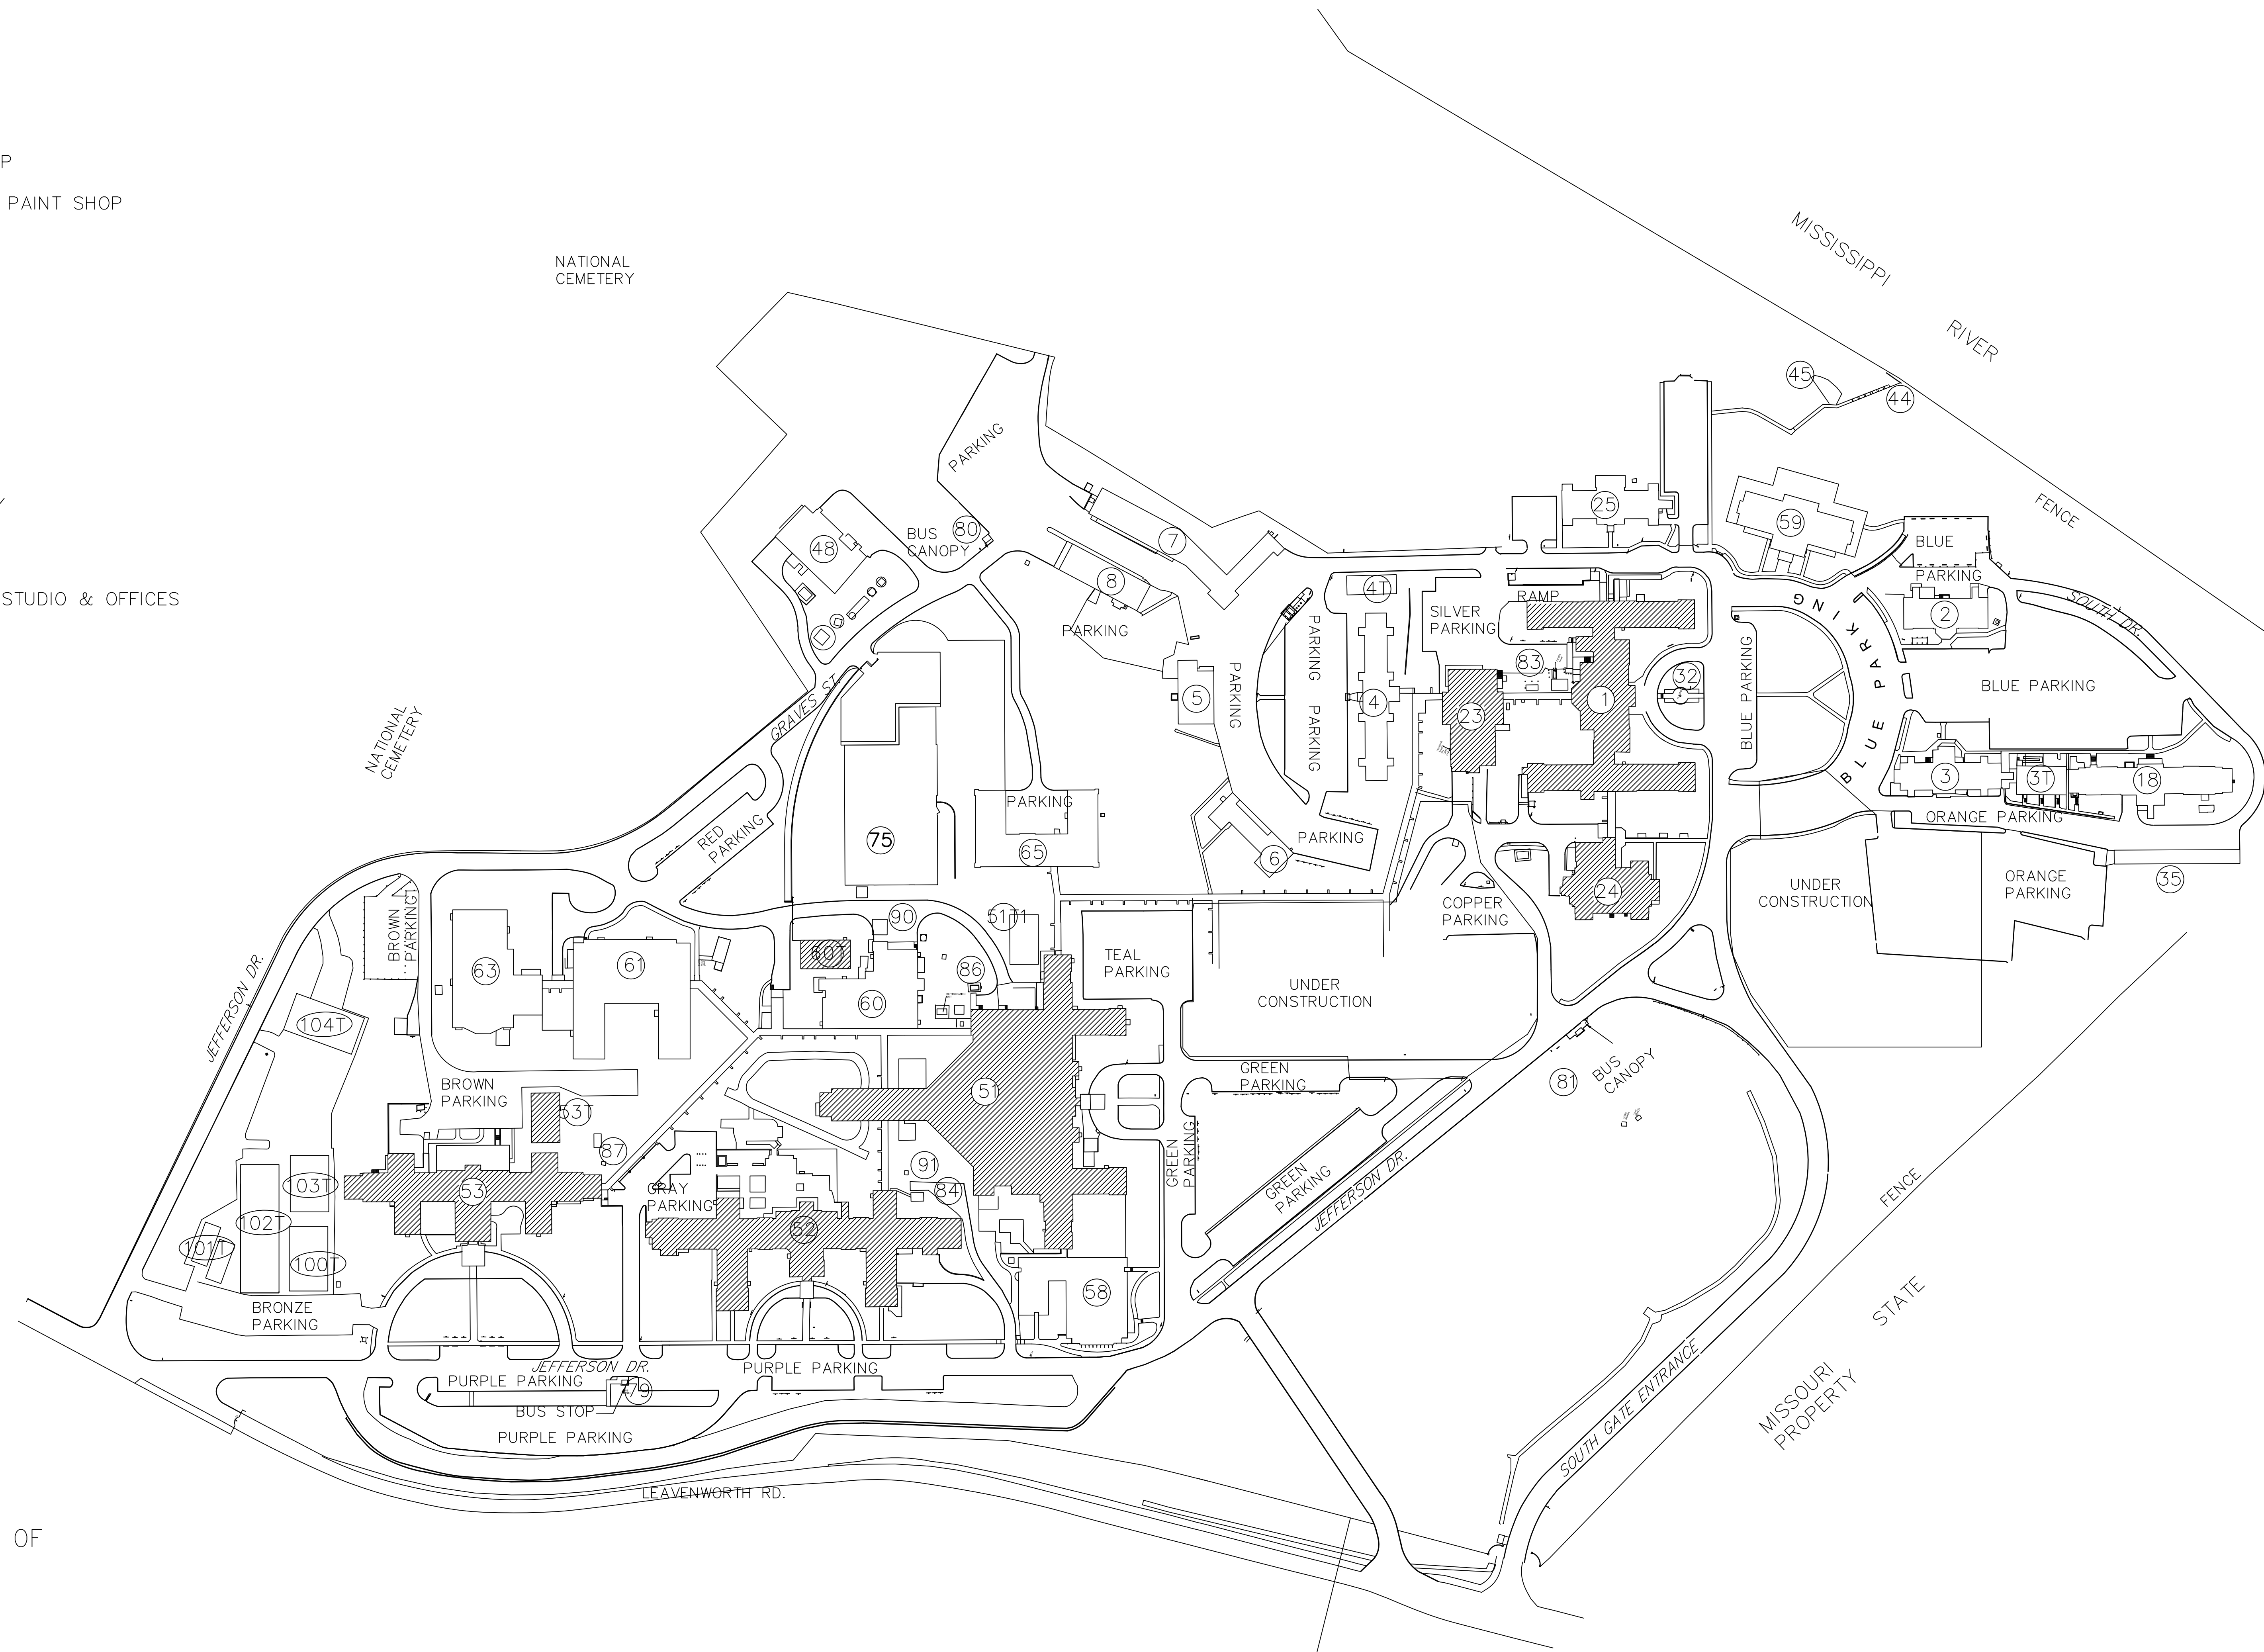 P
PAINT SHOP
STUDIO & OFFICES
OF
NATIONAL
CEMETERY
MISSISSIPPI
RIVER
FENCE
45
44
PARKING
80
BUS
CANOPY
48
7
8
PARKING
25
59
BLUE
PARKING
2
SOUTH DR.
4T
SILVER
PARKING
RAMP
83
32
1
23
4
5
PARKING
PARKING
PARKING
BLUE PARKING
BLUE PARKING
BLUE PARKING
3
3T
18
ORANGE PARKING
NATIONAL
CEMETERY
GRAVES ST.
RED
PARKING
75
PARKING
65
6
PARKING
24
COPPER
PARKING
UNDER
CONSTRUCTION
ORANGE
PARKING
35
JEFFERSON DR.
BROWN
PARKING
63
61
90
60T
60
86
51T1
TEAL
PARKING
UNDER
CONSTRUCTION
104T
BROWN
PARKING
53T
87
51
GREEN
PARKING
81
BUS
CANOPY
103T
102T
101T
100T
53
GRAY
PARKING
52
91
84
GREEN
PARKING
GREEN
PARKING
JEFFERSON DR.
FENCE
58
BRONZE
PARKING
JEFFERSON DR.
PURPLE PARKING
PURPLE PARKING
79
BUS STOP
PURPLE PARKING
LEAVENWORTH RD.
SOUTH GATE ENTRANCE
STATE
MISSOURI
PROPERTY